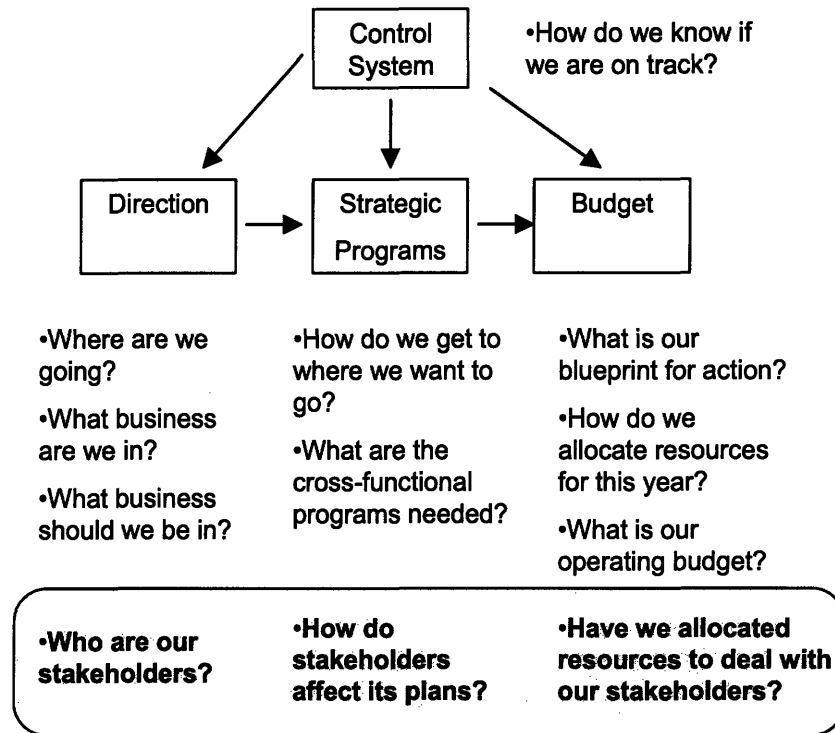 Control
System
•How do we know if
we are on track?
Direction
Strategic
Programs
Budget
•Where are we
going?
•What business
are we in?
•What business
should we be in?
•How do we get to
where we want to
go?
•What are the
cross-functional
programs needed?
•What is our
blueprint for action?
•How do we
allocate resources
for this year?
•What is our
operating budget?
•Who are our
stakeholders?
•How do
stakeholders
affect its plans?
•Have we allocated
resources to deal with
our stakeholders?